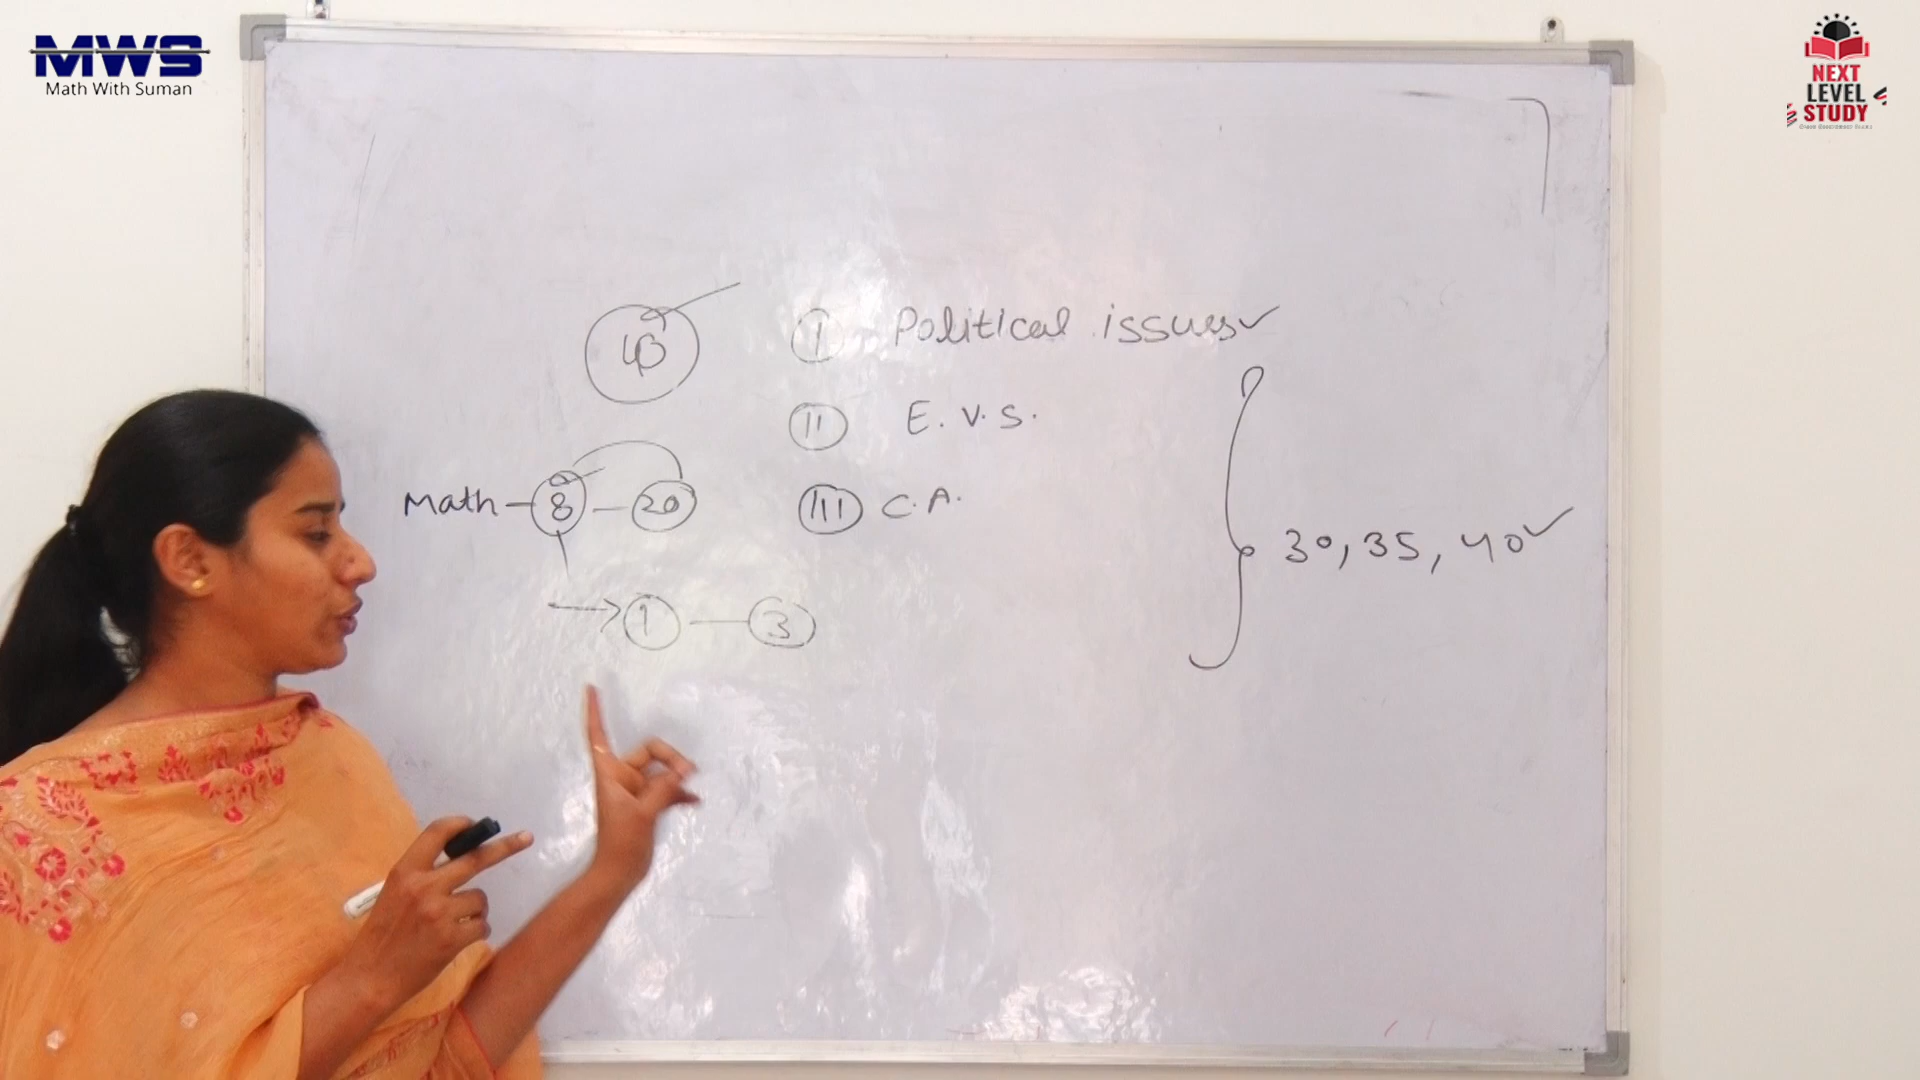 MWS
Math With Suman
NEXT
LEVEL
STUDY
I - Political issues
II E.V.S.
Math - 8 - 20
III C.A.
30, 35, 40
1 - 3